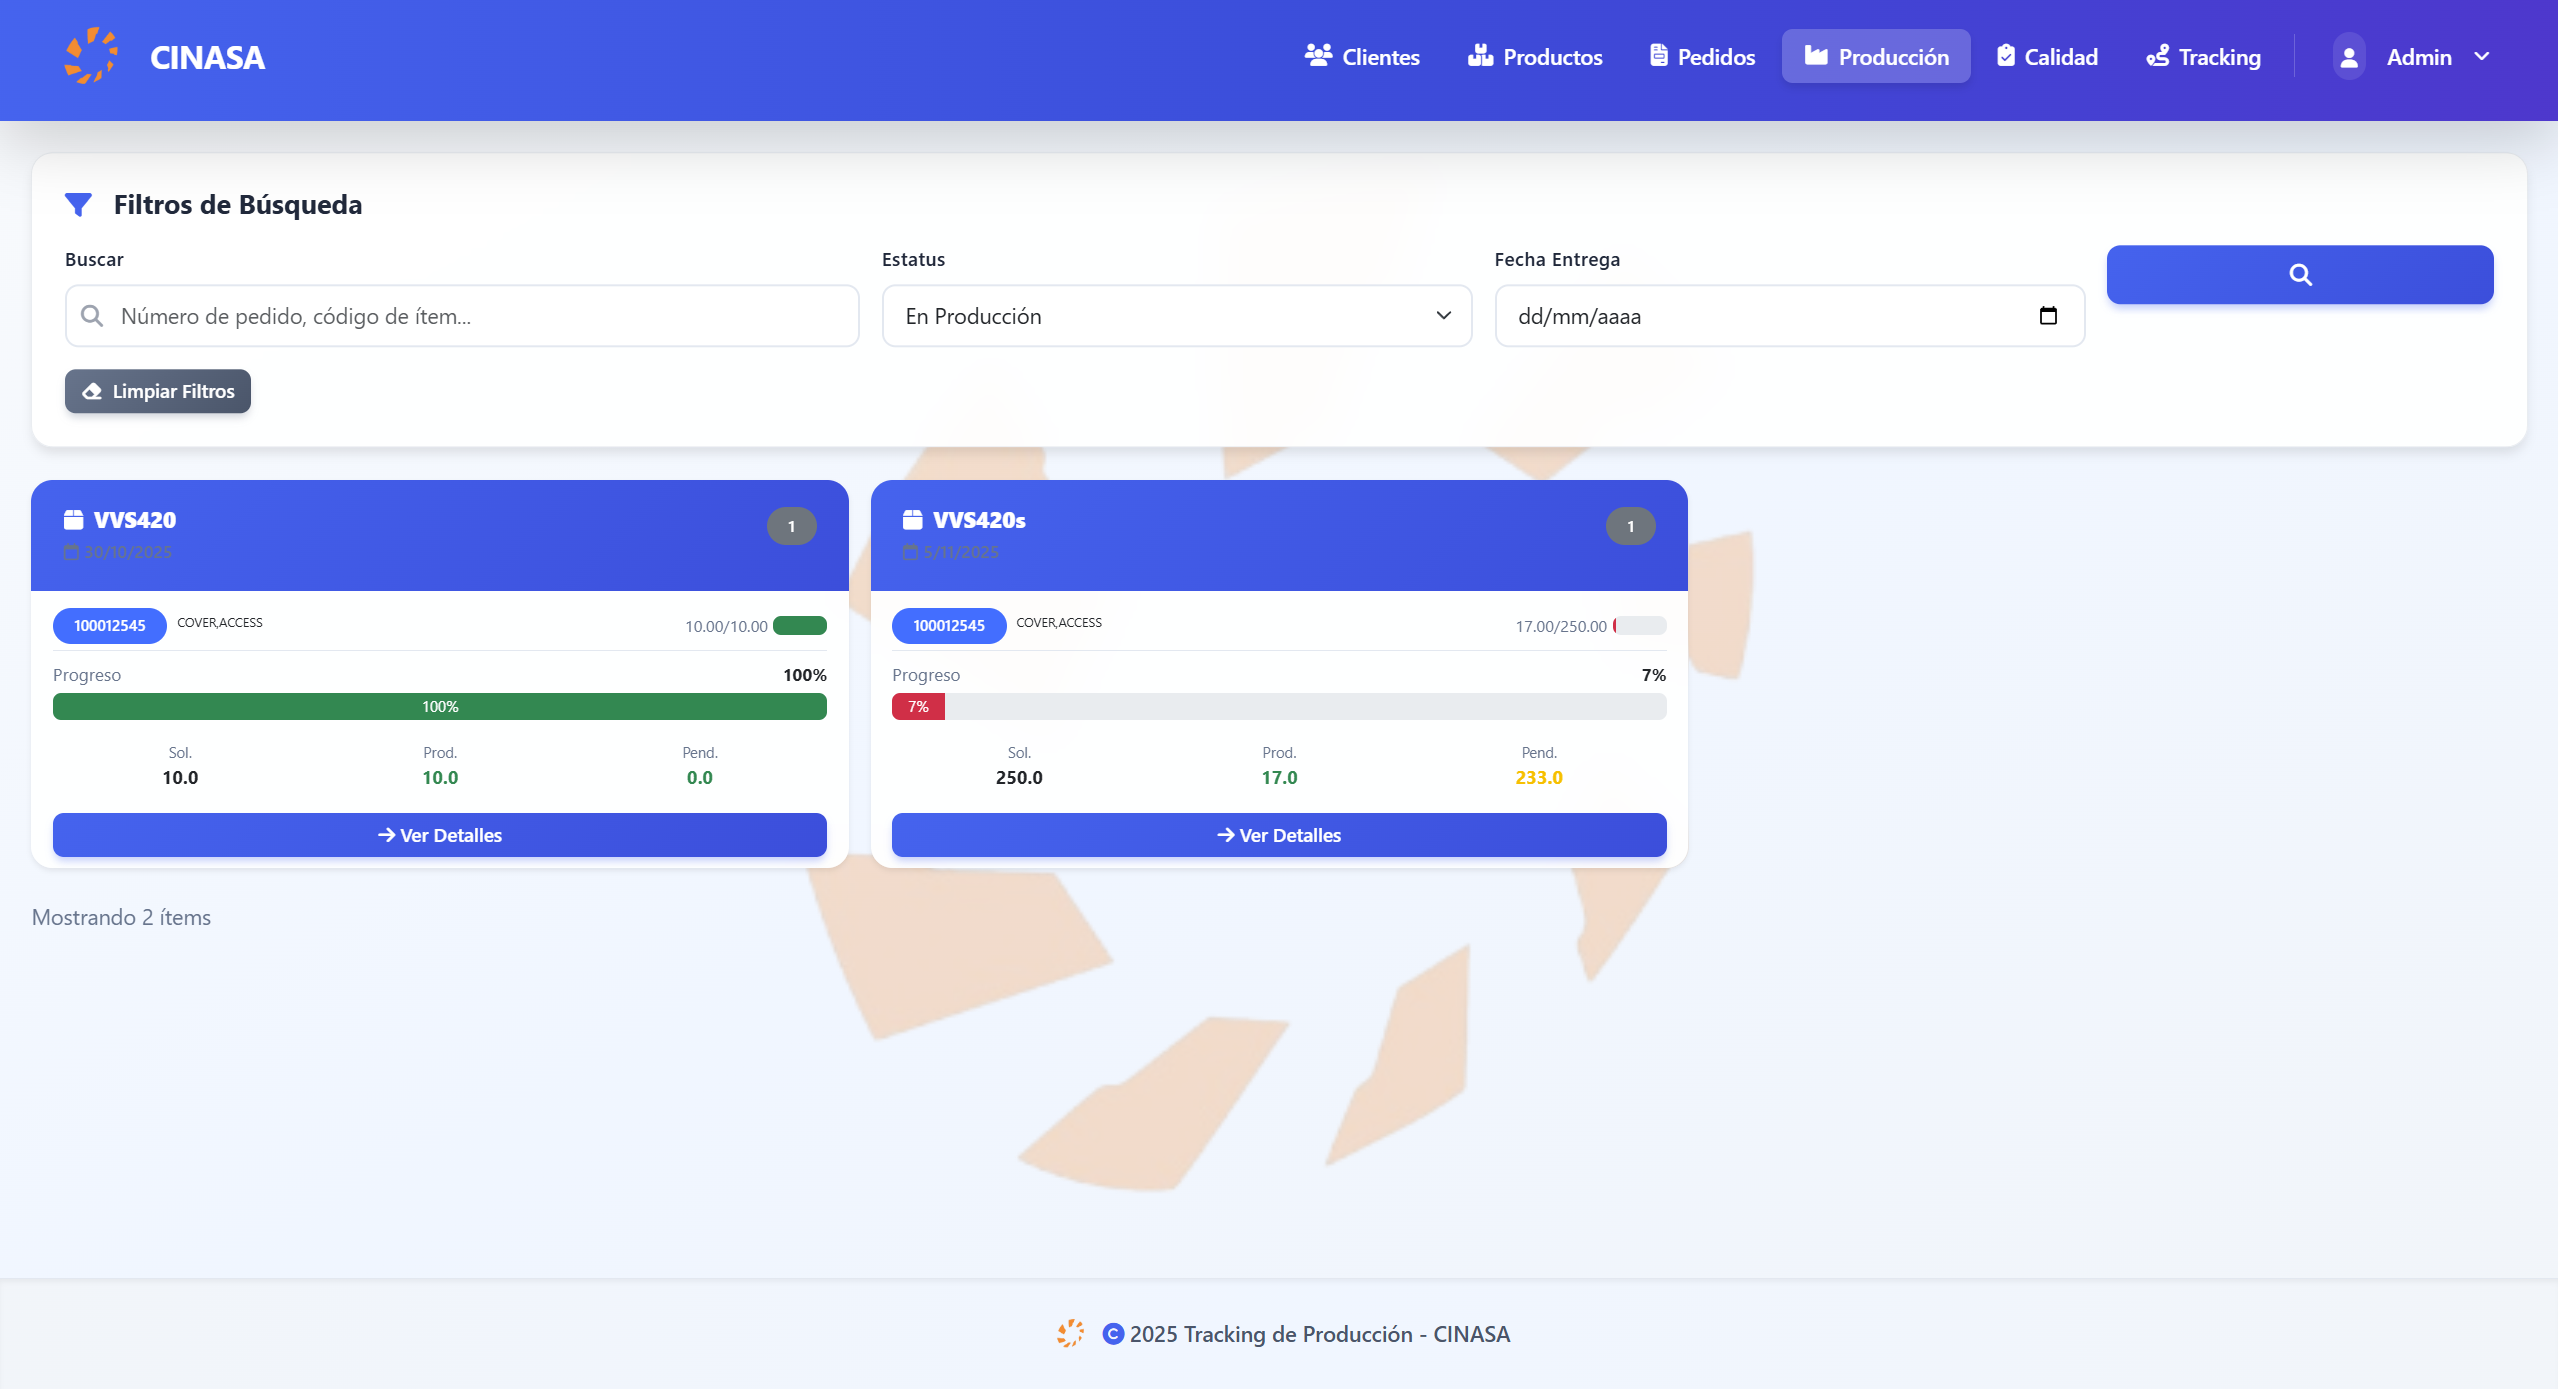 CINASA
Clientes
Productos
Pedidos
Producción
Calidad
Tracking
Admin
Filtros de Búsqueda
Buscar
Estatus
Fecha Entrega
Número de pedido, código de ítem...
En Producción
dd/mm/aaaa
Limpiar Filtros
VVS420
1
30/10/2025
100012545 COVER,ACCESS 10.00/10.00
Progreso 100%
100%
Sol. Prod. Pend.
10.0 10.0 0.0
Ver Detalles
VVS420s
1
5/11/2025
100012545 COVER,ACCESS 17.00/250.00
Progreso 7%
7%
Sol. Prod. Pend.
250.0 17.0 233.0
Ver Detalles
Mostrando 2 ítems
© 2025 Tracking de Producción - CINASA